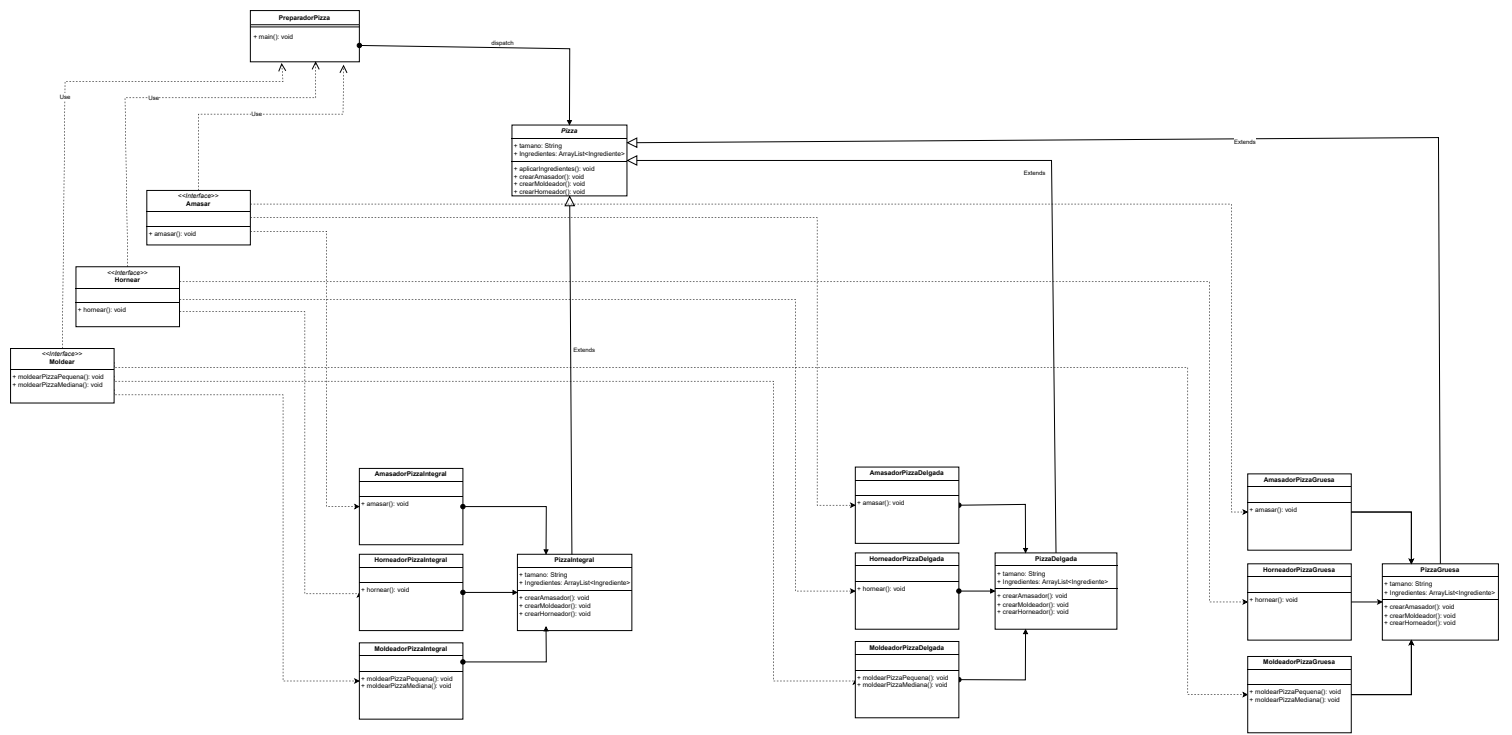 PreparadorPizza
+ main(): void
dispatch
Use
Use
Use
Pizza
+ tamano: String
+ Ingredientes: ArrayList<Ingrediente>
+ aplicarIngredientes(): void
+ crearAmasador(): void
+ crearMoldeador(): void
+ crearHorneador(): void
Extends
Extends
Extends
<<Interface>>
Amasar
+ amasar(): void
<<Interface>>
Hornear
+ hornear(): void
<<Interface>>
Moldear
+ moldearPizzaPequena(): void
+ moldearPizzaMediana(): void
AmasadorPizzaIntegral
+ amasar(): void
HorneadorPizzaIntegral
+ hornear(): void
MoldeadorPizzaIntegral
+ moldearPizzaPequena(): void
+ moldearPizzaMediana(): void
PizzaIntegral
+ tamano: String
+ Ingredientes: ArrayList<Ingrediente>
+ crearAmasador(): void
+ crearMoldeador(): void
+ crearHorneador(): void
AmasadorPizzaDelgada
+ amasar(): void
HorneadorPizzaDelgada
+ hornear(): void
MoldeadorPizzaDelgada
+ moldearPizzaPequena(): void
+ moldearPizzaMediana(): void
PizzaDelgada
+ tamano: String
+ Ingredientes: ArrayList<Ingrediente>
+ crearAmasador(): void
+ crearMoldeador(): void
+ crearHorneador(): void
AmasadorPizzaGruesa
+ amasar(): void
HorneadorPizzaGruesa
+ hornear(): void
MoldeadorPizzaGruesa
+ moldearPizzaPequena(): void
+ moldearPizzaMediana(): void
PizzaGruesa
+ tamano: String
+ Ingredientes: ArrayList<Ingrediente>
+ crearAmasador(): void
+ crearMoldeador(): void
+ crearHorneador(): void